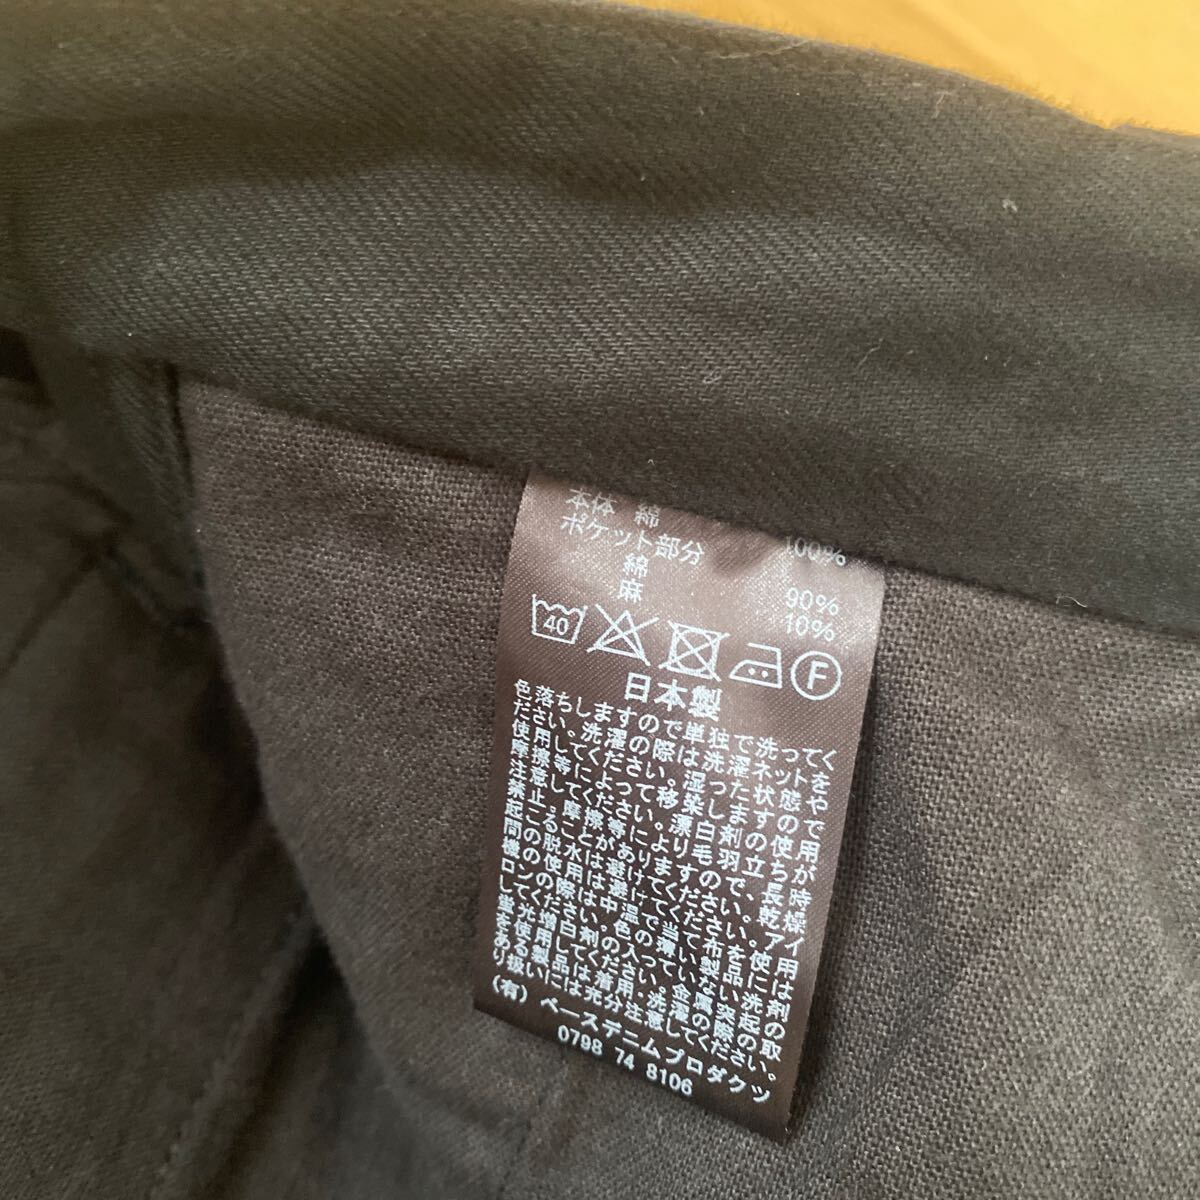 本体 綿 100%
ポケット部分
綿 90%
麻 10%
40 F
日本製
色落ちしますので単独で洗ってく
ださい。洗濯の際は洗濯ネットを
使用してください。湿った状態や
摩擦等によって移染しますので
注意してください。漂白剤の使用
禁止。摩擦等により毛羽立ちが
起こることがありますので、長時
間の脱水は避けてください。乾燥
機の使用は避けてください。アイ
ロンの際は中温で当て布を使用
してください。色の薄い製品には
蛍光増白剤の入っていない洗剤
を使用してください。金属突起の
ある製品は着用・洗濯の際の取
り扱いには充分注意してください。
(有) ベースデニムプロダクツ
0798 74 8106